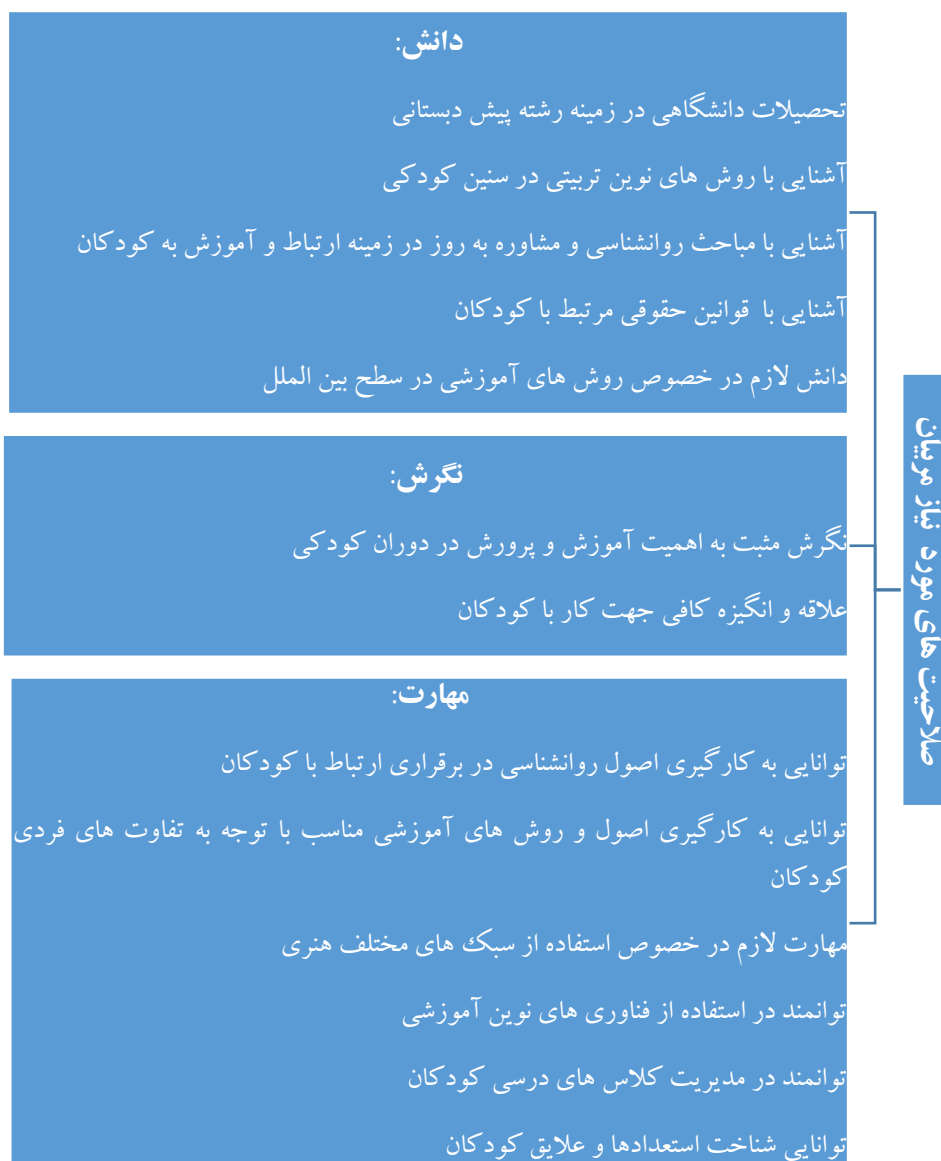 صلاحیت های مورد نیاز مربیان
دانش:
تحصیلات دانشگاهی در زمینه رشته پیش دبستانی
آشنایی با روش های نوین تربیتی در سنین کودکی
آشنایی با مباحث روانشناسی و مشاوره به روز در زمینه ارتباط و آموزش به کودکان
آشنایی با قوانین حقوقی مرتبط با کودکان
دانش لازم در خصوص روش های آموزشی در سطح بین الملل
نگرش:
نگرش مثبت به اهمیت آموزش و پرورش در دوران کودکی
علاقه و انگیزه کافی جهت کار با کودکان
مهارت:
توانایی به کارگیری اصول روانشناسی در برقراری ارتباط با کودکان
توانایی به کارگیری اصول و روش های آموزشی مناسب با توجه به تفاوت های فردی
کودکان
مهارت لازم در خصوص استفاده از سبک های مختلف هنری
توانمند در استفاده از فناوری های نوین آموزشی
توانمند در مدیریت کلاس های درسی کودکان
توانایی شناخت استعدادها و علایق کودکان